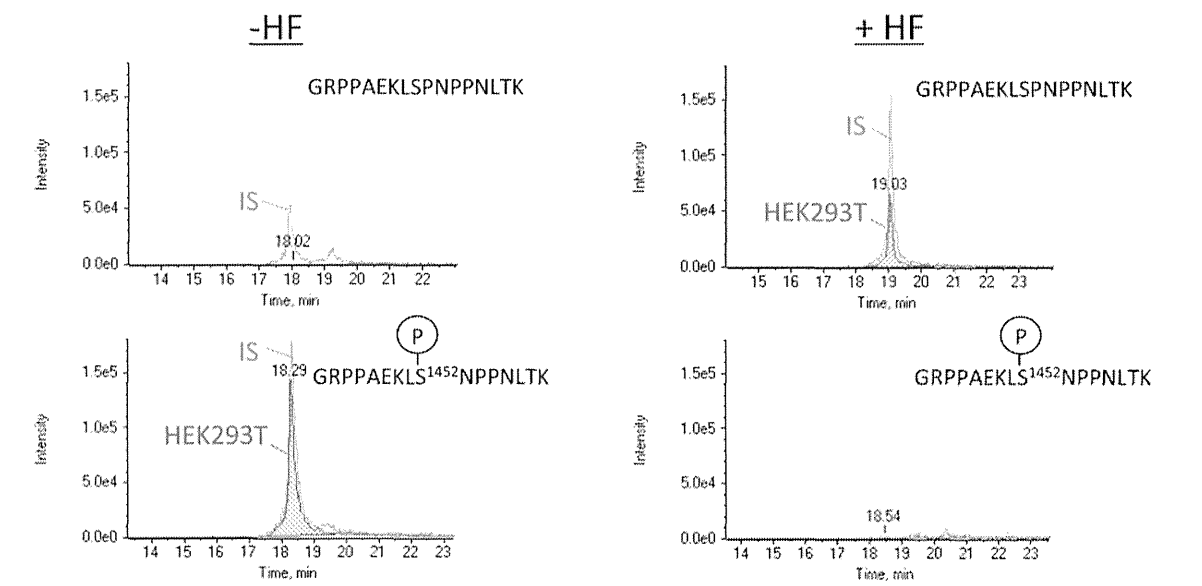 -HF
+ HF
GRPPAEKLSPNPPNLTK
1.5e5
1.0e5
5.0e4
0.0e0
Intensity
IS
18.02
14 15 16 17 18 19 20 21 22
Time, min
GRPPAEKLSPNPPNLTK
1.5e5
1.0e5
5.0e4
0.0e0
Intensity
IS
19.03
HEK293T
15 16 17 18 19 20 21 22 23
Time, min
P
GRPPAEKLS¹⁴⁵²NPPNLTK
1.5e5
1.0e5
5.0e4
0.0e0
Intensity
IS
18.29
HEK293T
14 15 16 17 18 19 20 21 22 23
Time, min
P
GRPPAEKLS¹⁴⁵²NPPNLTK
1.5e5
1.0e5
5.0e4
0.0e0
Intensity
18.54
14 15 16 17 18 19 20 21 22 23
Time, min